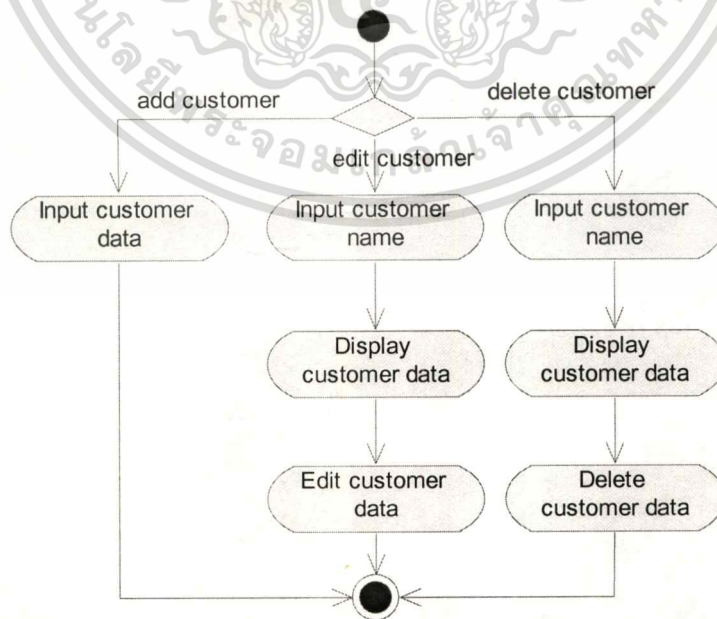 add customer
delete customer
edit customer
Input customer
data
Input customer
name
Input customer
name
Display
customer data
Display
customer data
Edit customer
data
Delete
customer data